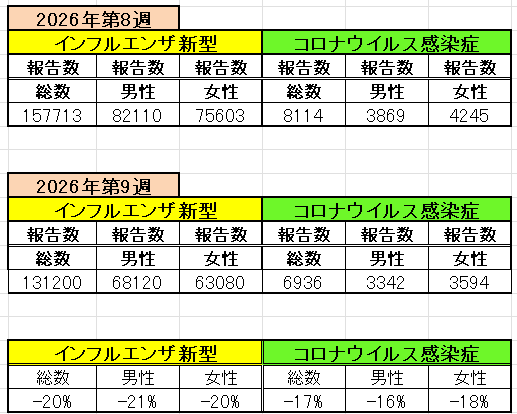 2026年第8週
インフルエンザ新型 コロナウイルス感染症
報告数 報告数 報告数 報告数 報告数 報告数
総数 男性 女性 総数 男性 女性
157713 82110 75603 8114 3869 4245
2026年第9週
インフルエンザ新型 コロナウイルス感染症
報告数 報告数 報告数 報告数 報告数 報告数
総数 男性 女性 総数 男性 女性
131200 68120 63080 6936 3342 3594
インフルエンザ新型 コロナウイルス感染症
総数 男性 女性 総数 男性 女性
-20% -21% -20% -17% -16% -18%